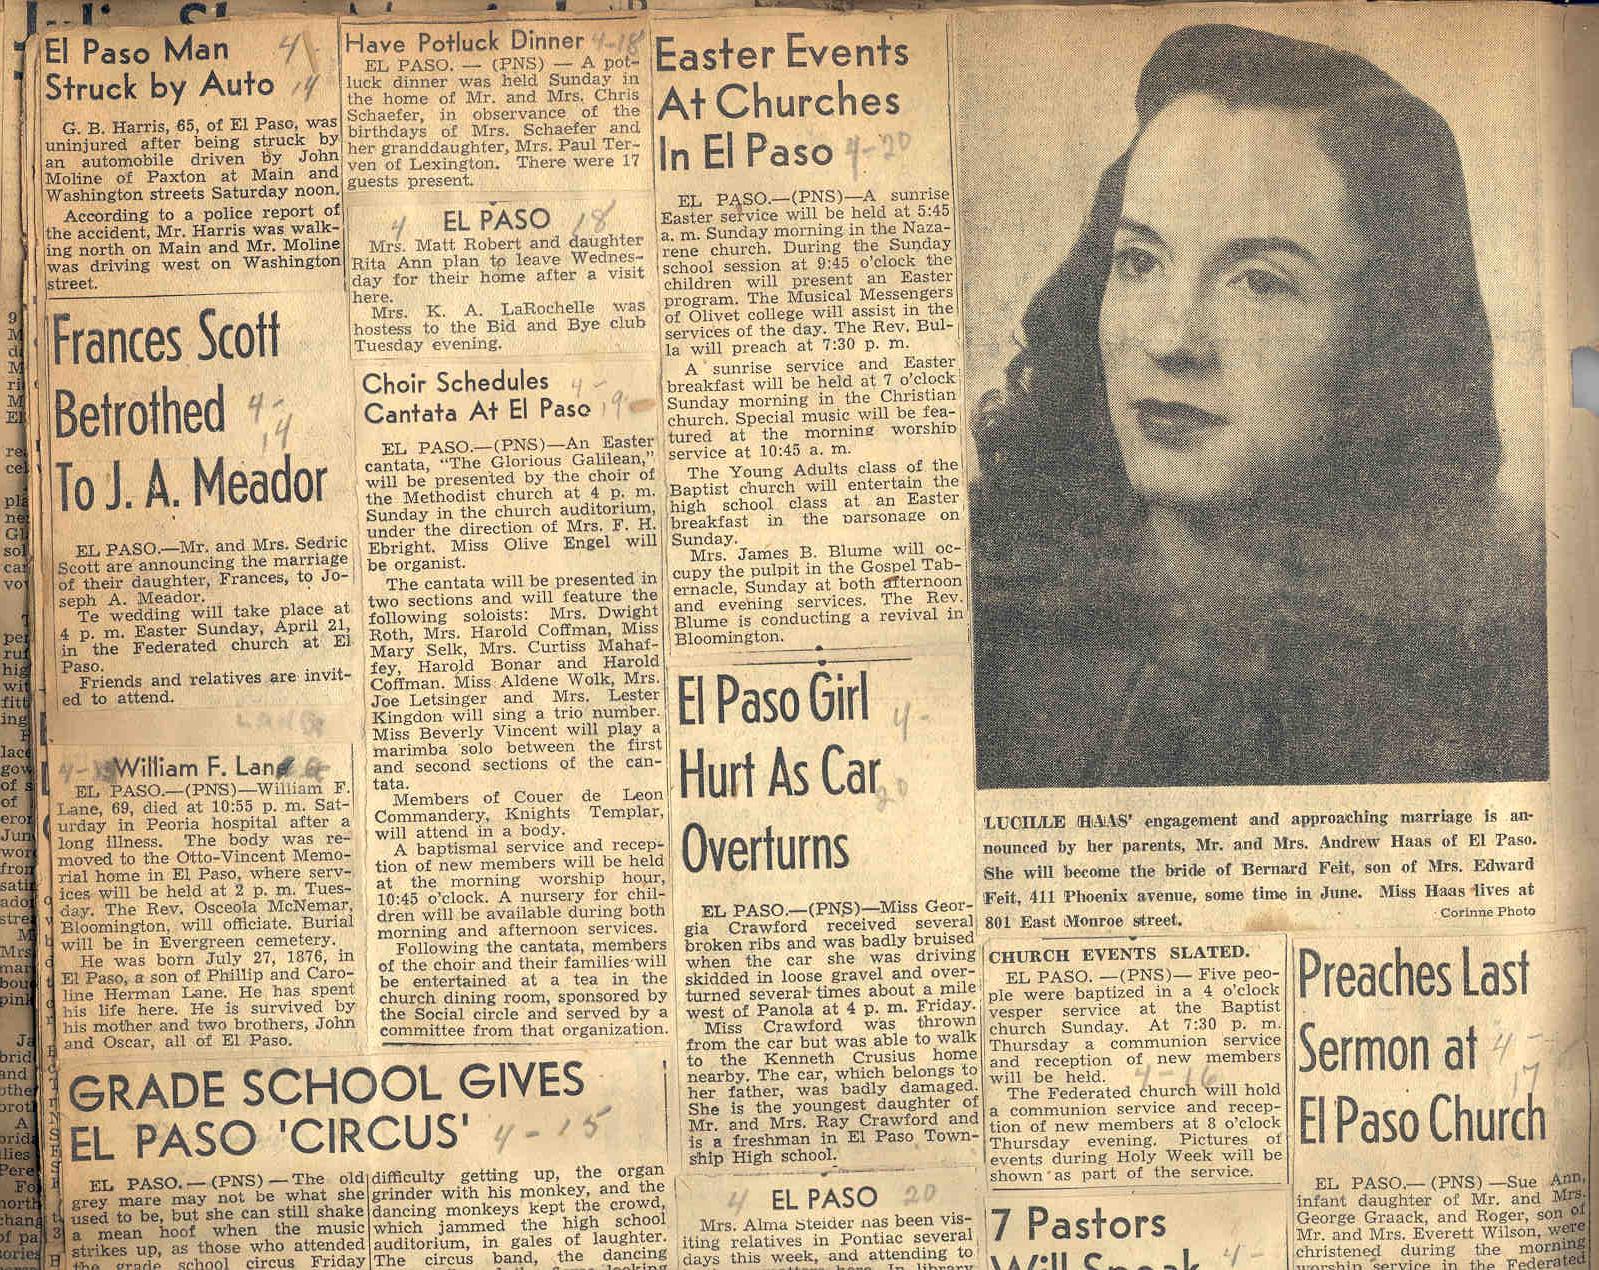 El Paso Man 4
Struck by Auto 14
G. B. Harris, 65, of El Paso, was
uninjured after being struck by
an automobile driven by John
Moline of Paxton at Main and
Washington streets Saturday noon.
According to a police report of
the accident, Mr. Harris was walk-
ing north on Main and Mr. Moline
was driving west on Washington
street.
Frances Scott
Betrothed 4-
14
To J. A. Meador
EL PASO.—Mr. and Mrs. Sedric
Scott are announcing the marriage
of their daughter, Frances, to Jo-
seph A. Meador.
Te wedding will take place at
4 p. m. Easter Sunday, April 21,
in the Federated church at El
Paso.
Friends and relatives are invit-
ed to attend.
William F. Lane
EL PASO.—(PNS)—William F.
Lane, 69, died at 10:55 p. m. Sat-
urday in Peoria hospital after a
long illness. The body was re-
moved to the Otto-Vincent Memo-
rial home in El Paso, where serv-
ices will be held at 2 p. m. Tues-
day. The Rev. Osceola McNemar,
Bloomington, will officiate. Burial
will be in Evergreen cemetery.
He was born July 27, 1876, in
El Paso, a son of Phillip and Caro-
line Herman Lane. He has spent
his life here. He is survived by
his mother and two brothers, John
and Oscar, all of El Paso.
Have Potluck Dinner 4-18
EL PASO. — (PNS) — A pot-
luck dinner was held Sunday in
the home of Mr. and Mrs. Chris
Schaefer, in observance of the
birthdays of Mrs. Schaefer and
her granddaughter, Mrs. Paul Ter-
ven of Lexington. There were 17
guests present.
4 EL PASO 18
Mrs. Matt Robert and daughter
Rita Ann plan to leave Wednes-
day for their home after a visit
here.
Mrs. K. A. LaRochelle was
hostess to the Bid and Bye club
Tuesday evening.
Choir Schedules 4-
Cantata At El Paso 19-
EL PASO.—(PNS)—An Easter
cantata, "The Glorious Galilean,"
will be presented by the choir of
the Methodist church at 4 p. m.
Sunday in the church auditorium,
under the direction of Mrs. F. H.
Ebright. Miss Olive Engel will
be organist.
The cantata will be presented in
two sections and will feature the
following soloists: Mrs. Dwight
Roth, Mrs. Harold Coffman, Miss
Mary Selk, Mrs. Curtiss Mahaf-
fey, Harold Bonar and Harold
Coffman. Miss Aldene Wolk, Mrs.
Joe Letsinger and Mrs. Lester
Kingdon will sing a trio number.
Miss Beverly Vincent will play a
marimba solo between the first
and second sections of the can-
tata.
Members of Couer de Leon
Commandery, Knights Templar,
will attend in a body.
A baptismal service and recep-
tion of new members will be held
at the morning worship hour,
10:45 o'clock. A nursery for chil-
dren will be available during both
morning and afternoon services.
Following the cantata, members
of the choir and their families will
be entertained at a tea in the
church dining room, sponsored by
the Social circle and served by a
committee from that organization.
GRADE SCHOOL GIVES
EL PASO 'CIRCUS' 4-15
EL PASO. — (PNS) — The old
grey mare may not be what she
used to be, but she can still shake
a mean hoof when the music
strikes up, as those who attended
the grade school circus Friday
difficulty getting up, the organ
grinder with his monkey, and the
dancing monkeys kept the crowd,
which jammed the high school
auditorium, in gales of laughter.
The circus band, the dancing
Easter Events
At Churches
In El Paso 4-20
EL PASO.—(PNS)—A sunrise
Easter service will be held at 5:45
a. m. Sunday morning in the Naza-
rene church. During the Sunday
school session at 9:45 o'clock the
children will present an Easter
program. The Musical Messengers
of Olivet college will assist in the
services of the day. The Rev. Bul-
la will preach at 7:30 p. m.
A sunrise service and Easter
breakfast will be held at 7 o'clock
Sunday morning in the Christian
church. Special music will be fea-
tured at the morning worship
service at 10:45 a. m.
The Young Adults class of the
Baptist church will entertain the
high school class at an Easter
breakfast in the parsonage on
Sunday.
Mrs. James B. Blume will oc-
cupy the pulpit in the Gospel Tab-
ernacle, Sunday at both afternoon
and evening services. The Rev.
Blume is conducting a revival in
Bloomington.
El Paso Girl 4-
Hurt As Car 20
Overturns
EL PASO.—(PNS)—Miss Geor-
gia Crawford received several
broken ribs and was badly bruised
when the car she was driving
skidded in loose gravel and over-
turned several times about a mile
west of Panola at 4 p. m. Friday.
Miss Crawford was thrown
from the car but was able to walk
to the Kenneth Crusius home
nearby. The car, which belongs to
her father, was badly damaged.
She is the youngest daughter of
Mr. and Mrs. Ray Crawford and
is a freshman in El Paso Town-
ship High school.
4 EL PASO 20
Mrs. Alma Steider has been vis-
iting relatives in Pontiac several
days this week, and attending to
LUCILLE HAAS' engagement and approaching marriage is an-
nounced by her parents, Mr. and Mrs. Andrew Haas of El Paso.
She will become the bride of Bernard Feit, son of Mrs. Edward
Feit, 411 Phoenix avenue, some time in June. Miss Haas lives at
801 East Monroe street.
Corinne Photo
CHURCH EVENTS SLATED.
EL PASO. —(PNS)— Five peo-
ple were baptized in a 4 o'clock
vesper service at the Baptist
church Sunday. At 7:30 p. m.
Thursday a communion service
and reception of new members
will be held. 4-16
The Federated church will hold
a communion service and recep-
tion of new members at 8 o'clock
Thursday evening. Pictures of
events during Holy Week will be
shown as part of the service.
7 Pastors
Will Speak 4-
Preaches Last
Sermon at 4-
17
El Paso Church
EL PASO.— (PNS) —Sue Ann,
infant daughter of Mr. and Mrs.
George Graack, and Roger, son of
Mr. and Mrs. Everett Wilson, were
christened during the morning
worship service in the Federated